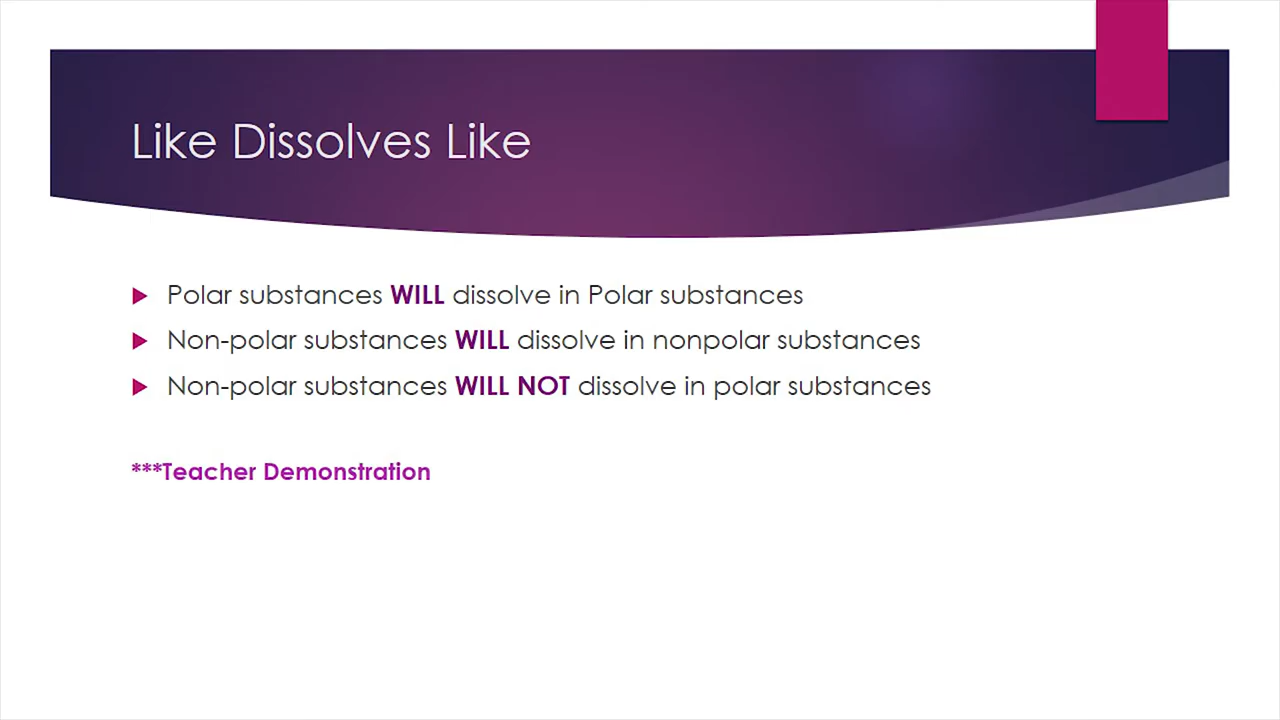 Like Dissolves Like
Polar substances WILL dissolve in Polar substances
Non-polar substances WILL dissolve in nonpolar substances
Non-polar substances WILL NOT dissolve in polar substances
***Teacher Demonstration